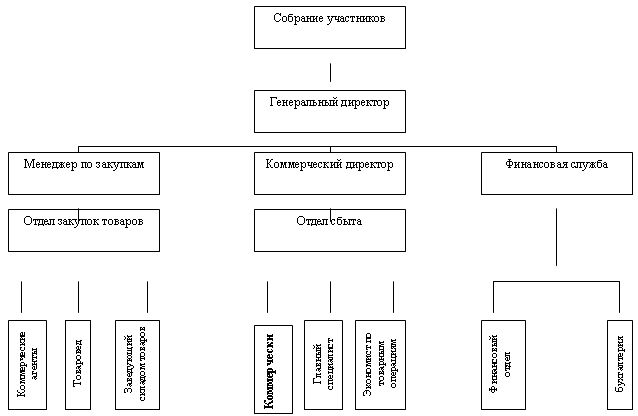 Собрание участников
Генеральный директор
Менеджер по закупкам
Коммерческий директор
Финансовая служба
Отдел закупок товаров
Отдел сбыта
Коммерческие
агенты
Товаровед
Заведующий
складом товаров
Коммерчески
Главный
специалист
Экономист по
товарным
операциям
Финансовый
отдел
бухгалтерия